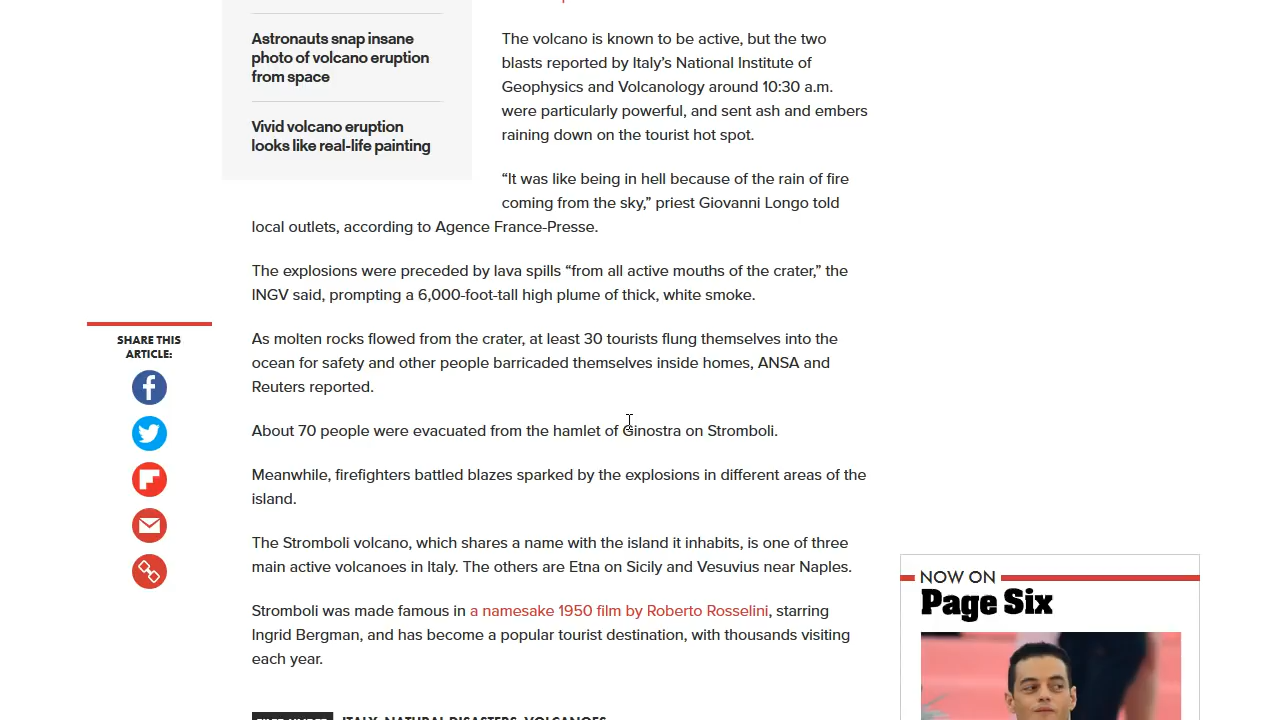 Astronauts snap insane
photo of volcano eruption
from space
Vivid volcano eruption
looks like real-life painting
The volcano is known to be active, but the two
blasts reported by Italy’s National Institute of
Geophysics and Volcanology around 10:30 a.m.
were particularly powerful, and sent ash and embers
raining down on the tourist hot spot.
“It was like being in hell because of the rain of fire
coming from the sky,” priest Giovanni Longo told
local outlets, according to Agence France-Presse.
The explosions were preceded by lava spills “from all active mouths of the crater,” the
INGV said, prompting a 6,000-foot-tall high plume of thick, white smoke.
As molten rocks flowed from the crater, at least 30 tourists flung themselves into the
ocean for safety and other people barricaded themselves inside homes, ANSA and
Reuters reported.
About 70 people were evacuated from the hamlet of Ginostra on Stromboli.
Meanwhile, firefighters battled blazes sparked by the explosions in different areas of the
island.
The Stromboli volcano, which shares a name with the island it inhabits, is one of three
main active volcanoes in Italy. The others are Etna on Sicily and Vesuvius near Naples.
Stromboli was made famous in a namesake 1950 film by Roberto Rosselini, starring
Ingrid Bergman, and has become a popular tourist destination, with thousands visiting
each year.
SHARE THIS
ARTICLE:
NOW ON
Page Six
ITALY, NATURAL DISASTERS, VOLCANOES